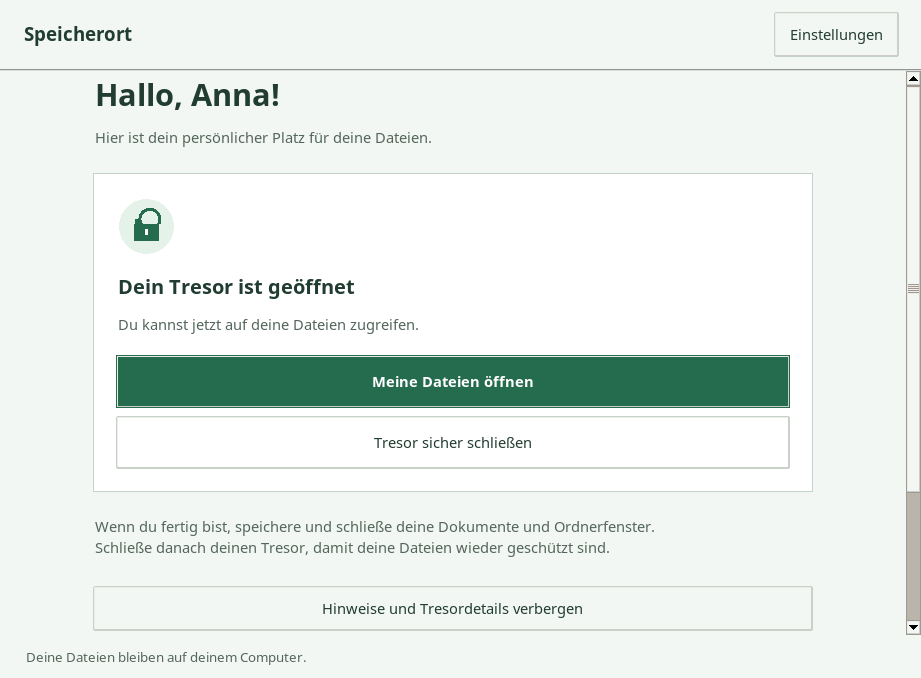 Speicherort
Einstellungen
Hallo, Anna!
Hier ist dein persönlicher Platz für deine Dateien.
Dein Tresor ist geöffnet
Du kannst jetzt auf deine Dateien zugreifen.
Meine Dateien öffnen
Tresor sicher schließen
Wenn du fertig bist, speichere und schließe deine Dokumente und Ordnerfenster.
Schließe danach deinen Tresor, damit deine Dateien wieder geschützt sind.
Hinweise und Tresordetails verbergen
Deine Dateien bleiben auf deinem Computer.